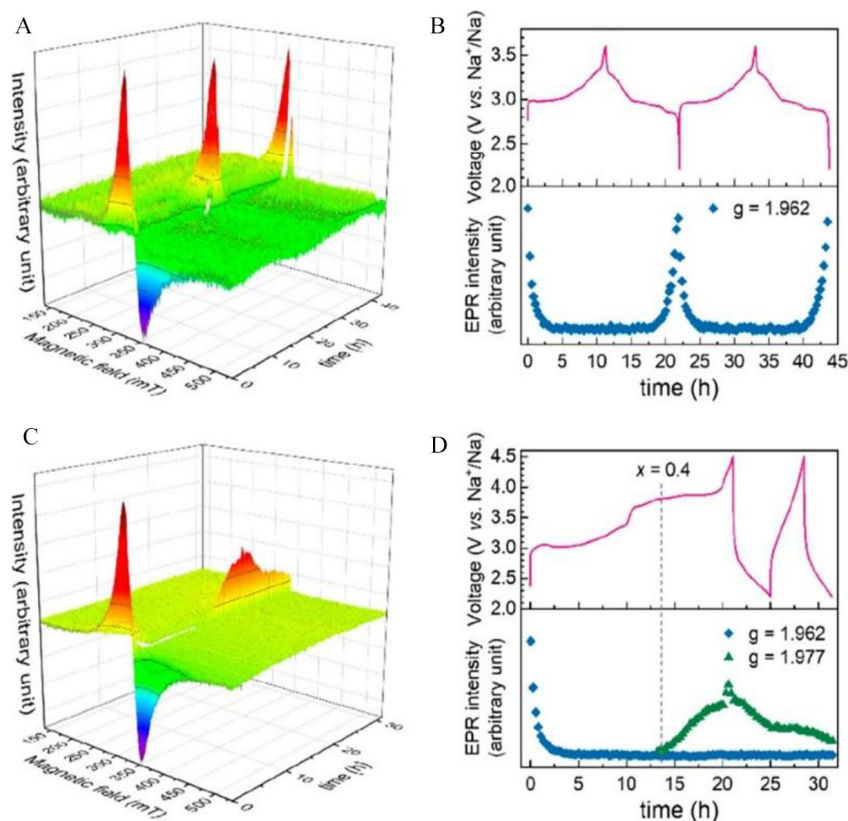 A
Intensity (arbitrary unit)
150
200
250
300
350
400
450
500
Magnetic field (mT)
0
10
20
30
40
time (h)
B
Voltage (V vs. Na⁺/Na)
3.5
3.0
2.5
2.0
EPR intensity
(arbitrary unit)
g = 1.962
0 5 10 15 20 25 30 35 40 45
time (h)
C
Intensity (arbitrary unit)
150
200
250
300
350
400
450
500
Magnetic field (mT)
0
10
20
30
time (h)
D
Voltage (V vs. Na⁺/Na)
4.5
4.0
3.5
3.0
2.5
2.0
x = 0.4
EPR intensity
(arbitrary unit)
g = 1.962
g = 1.977
0 5 10 15 20 25 30
time (h)